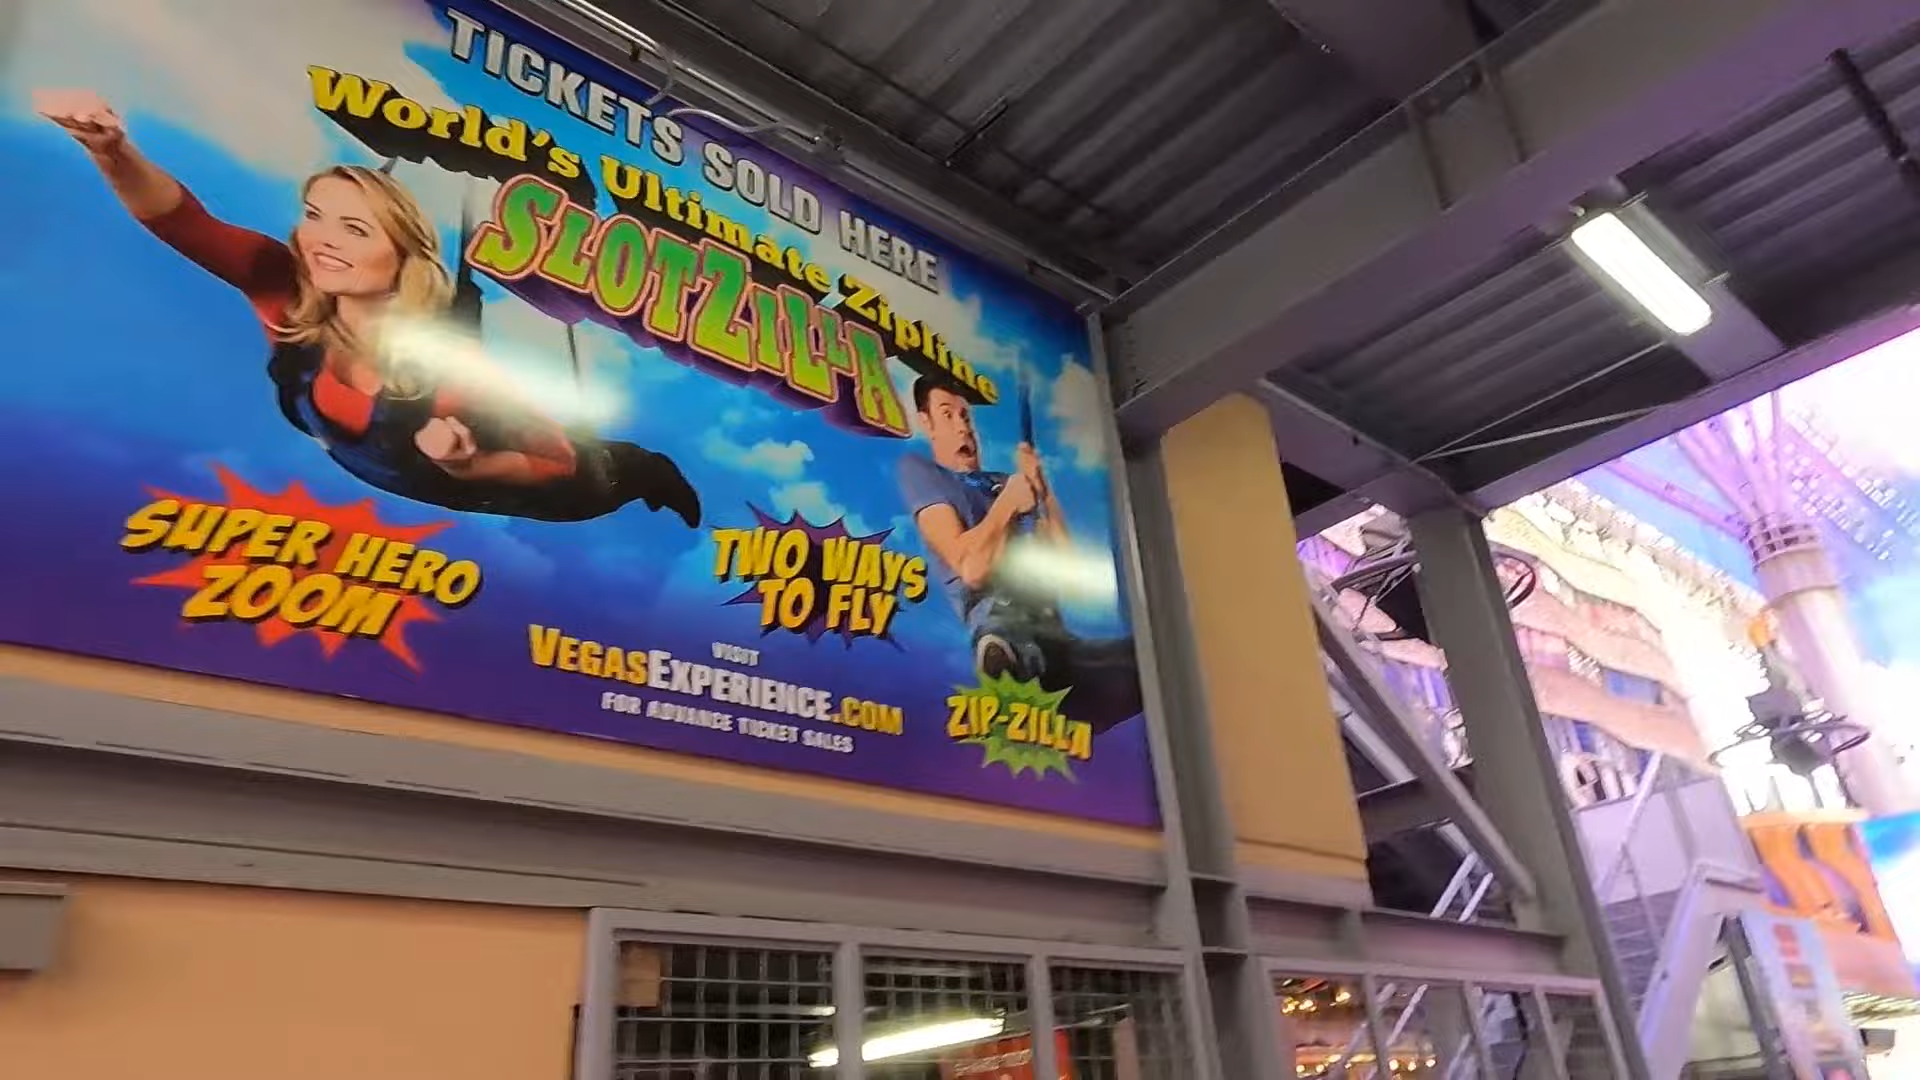 TICKETS SOLD HERE
World's Ultimate Zipline
SLOTZILLA
SUPER HERO
ZOOM
TWO WAYS
TO FLY
VISIT
VEGASEXPERIENCE.COM
FOR ADVANCE TICKET SALES
ZIP-ZILLA